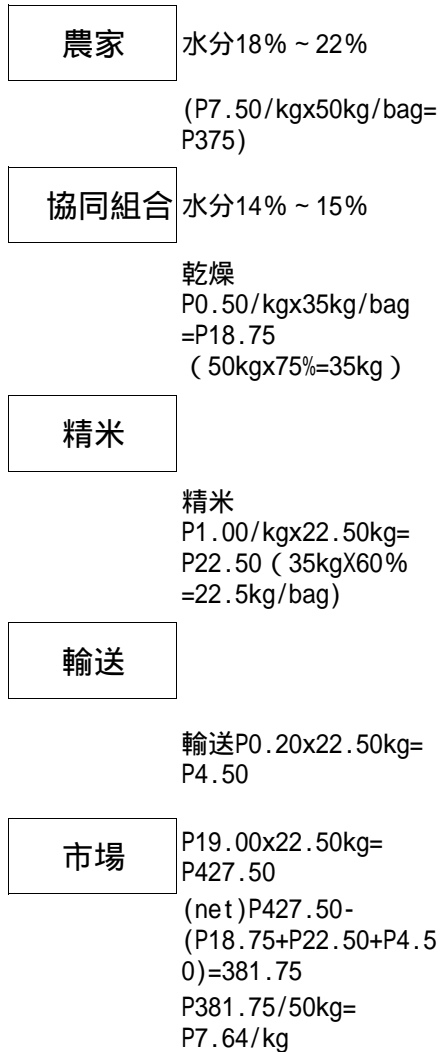 農家
水分18%~22%
(P7.50/kgx50kg/bag=
P375)
協同組合
水分14%~15%
乾燥
P0.50/kgx35kg/bag
=P18.75
(50kgx75%=35kg)
精米
精米
P1.00/kgx22.50kg=
P22.50(35kgX60%
=22.5kg/bag)
輸送
輸送P0.20x22.50kg=
P4.50
市場
P19.00x22.50kg=
P427.50
(net)P427.50-
(P18.75+P22.50+P4.5
0)=381.75
P381.75/50kg=
P7.64/kg